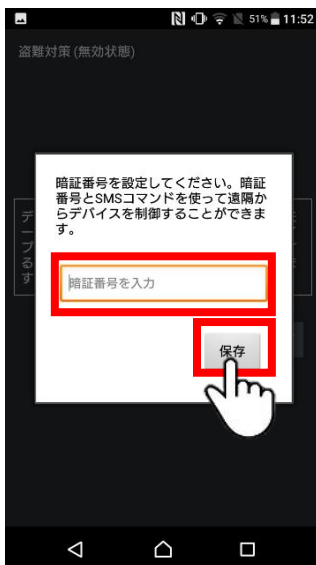 51% 11:52
盗難対策 (無効状態)
暗証番号を設定してください。暗証
番号とSMSコマンドを使って遠隔か
らデバイスを制御することができま
す。
暗証番号を入力
保存